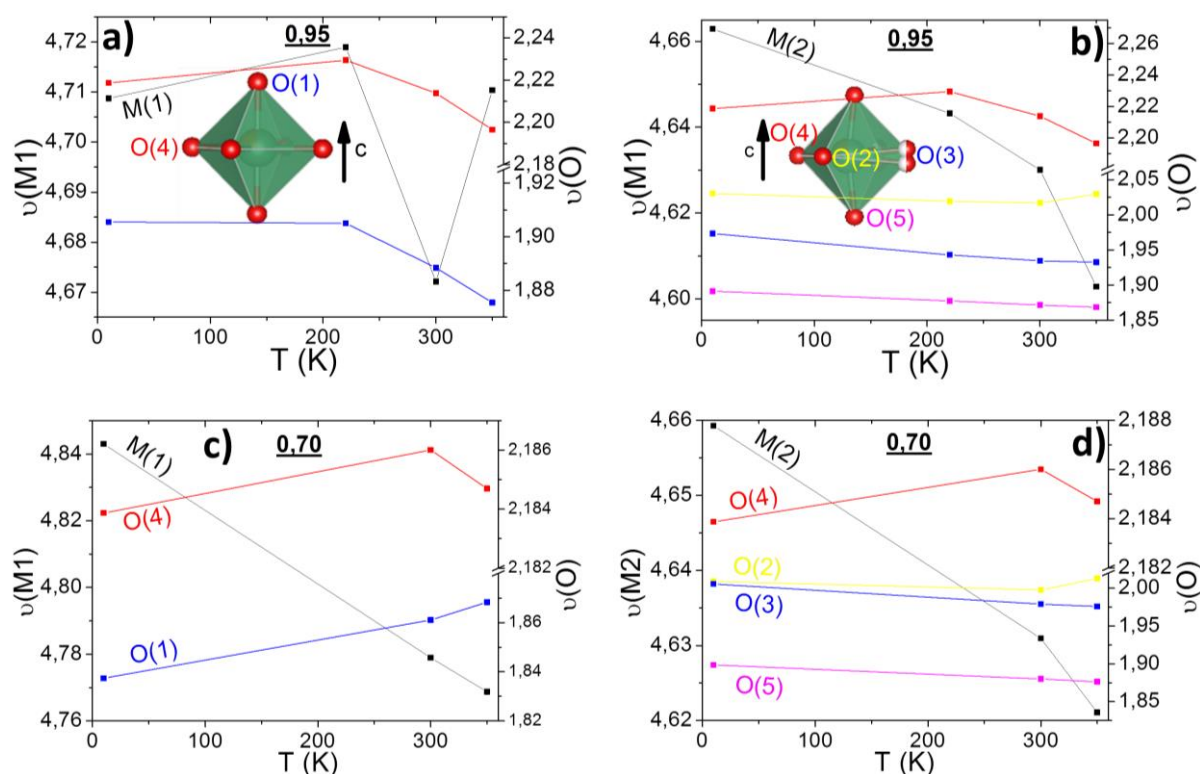 a)
0,95
4,72
4,71
4,70
4,69
4,68
4,67
υ(M1)
M(1)
O(1)
O(4)
c
2,24
2,22
2,20
2,18
1,92
1,90
1,88
υ(O)
0
100
200
300
T (K)
b)
0,95
4,66
4,64
4,62
4,60
υ(M1)
M(2)
O(4)
O(2)
O(3)
O(5)
c
2,26
2,24
2,22
2,20
2,05
2,00
1,95
1,90
1,85
υ(O)
0
100
200
300
T (K)
c)
0,70
4,84
4,82
4,80
4,78
4,76
υ(M1)
M(1)
O(4)
O(1)
2,186
2,184
2,182
1,86
1,84
1,82
υ(O)
0
100
200
300
T (K)
d)
0,70
4,66
4,65
4,64
4,63
4,62
υ(M2)
M(2)
O(4)
O(2)
O(3)
O(5)
2,188
2,186
2,184
2,182
2,00
1,95
1,90
1,85
υ(O)
0
100
200
300
T (K)